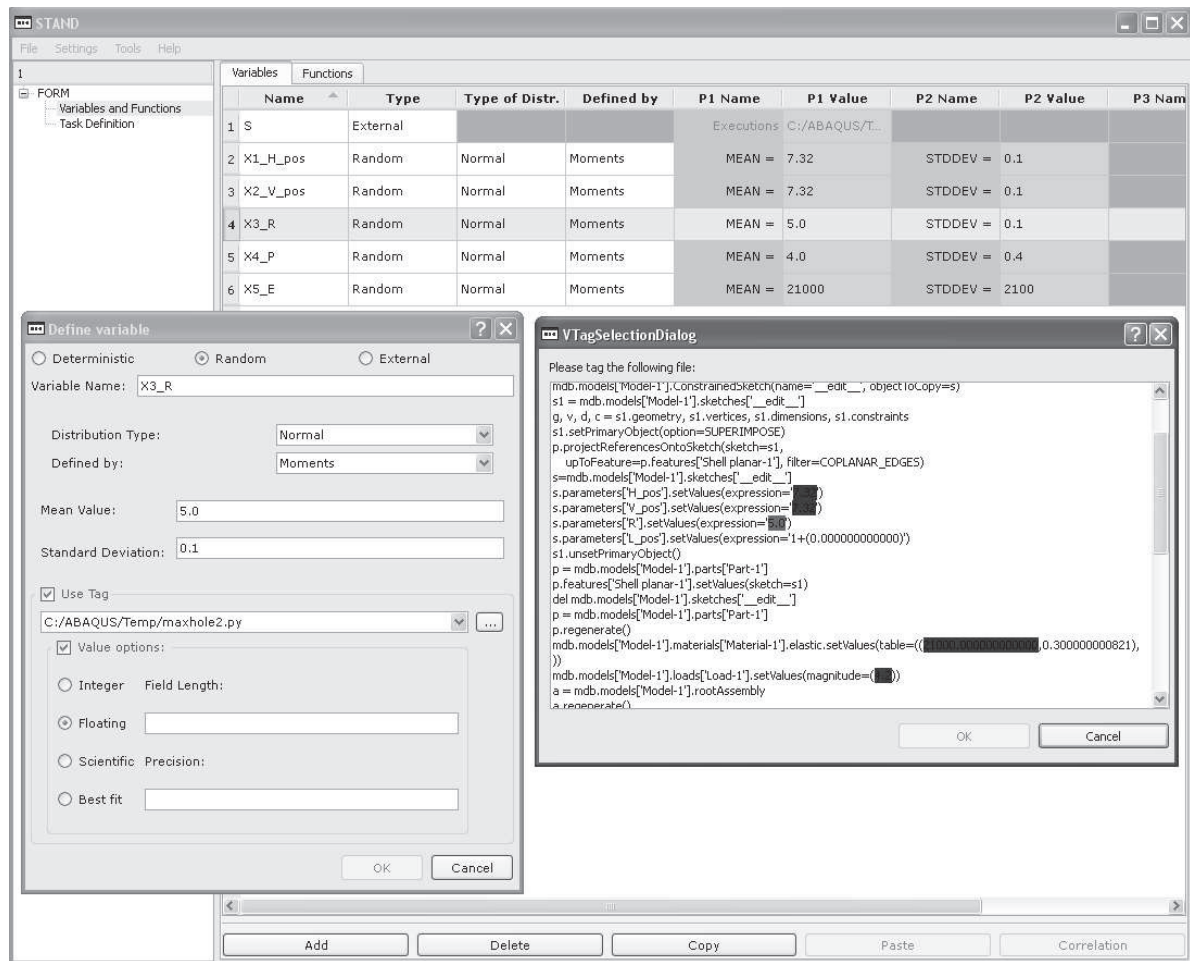 STAND
File Settings Tools Help
1
FORM
Variables and Functions
Task Definition
Variables Functions
Name Type Type of Distr. Defined by P1 Name P1 Value P2 Name P2 Value P3 Nam
1 S External Executions C:/ABAQUS/T...
2 X1_H_pos Random Normal Moments MEAN = 7.32 STDDEV = 0.1
3 X2_V_pos Random Normal Moments MEAN = 7.32 STDDEV = 0.1
4 X3_R Random Normal Moments MEAN = 5.0 STDDEV = 0.1
5 X4_P Random Normal Moments MEAN = 4.0 STDDEV = 0.4
6 X5_E Random Normal Moments MEAN = 21000 STDDEV = 2100
Define variable
Deterministic Random External
Variable Name: X3_R
Distribution Type: Normal
Defined by: Moments
Mean Value: 5.0
Standard Deviation: 0.1
Use Tag
C:/ABAQUS/Temp/maxhole2.py ...
Value options:
Integer Field Length:
Floating
Scientific Precision:
Best fit
OK Cancel
VTagSelectionDialog
Please tag the following file:
mdb.models['Model-1'].ConstrainedSketch(name='__edit__', objectToCopy=s)
s1 = mdb.models['Model-1'].sketches['__edit__']
g, v, d, c = s1.geometry, s1.vertices, s1.dimensions, s1.constraints
s1.setPrimaryObject(option=SUPERIMPOSE)
p.projectReferencesOntoSketch(sketch=s1,
upToFeature=p.features['Shell planar-1'], filter=COPLANAR_EDGES)
s=mdb.models['Model-1'].sketches['__edit__']
s.parameters['H_pos'].setValues(expression='7.32')
s.parameters['V_pos'].setValues(expression='7.32')
s.parameters['R'].setValues(expression='5.0')
s.parameters['L_pos'].setValues(expression='1+(0.000000000000)')
s1.unsetPrimaryObject()
p = mdb.models['Model-1'].parts['Part-1']
p.features['Shell planar-1'].setValues(sketch=s1)
del mdb.models['Model-1'].sketches['__edit__']
p = mdb.models['Model-1'].parts['Part-1']
p.regenerate()
mdb.models['Model-1'].materials['Material-1'].elastic.setValues(table=((,0.300000000821),
))
mdb.models['Model-1'].loads['Load-1'].setValues(magnitude=())
a = mdb.models['Model-1'].rootAssembly
a.regenerate()
OK Cancel
Add Delete Copy Paste Correlation